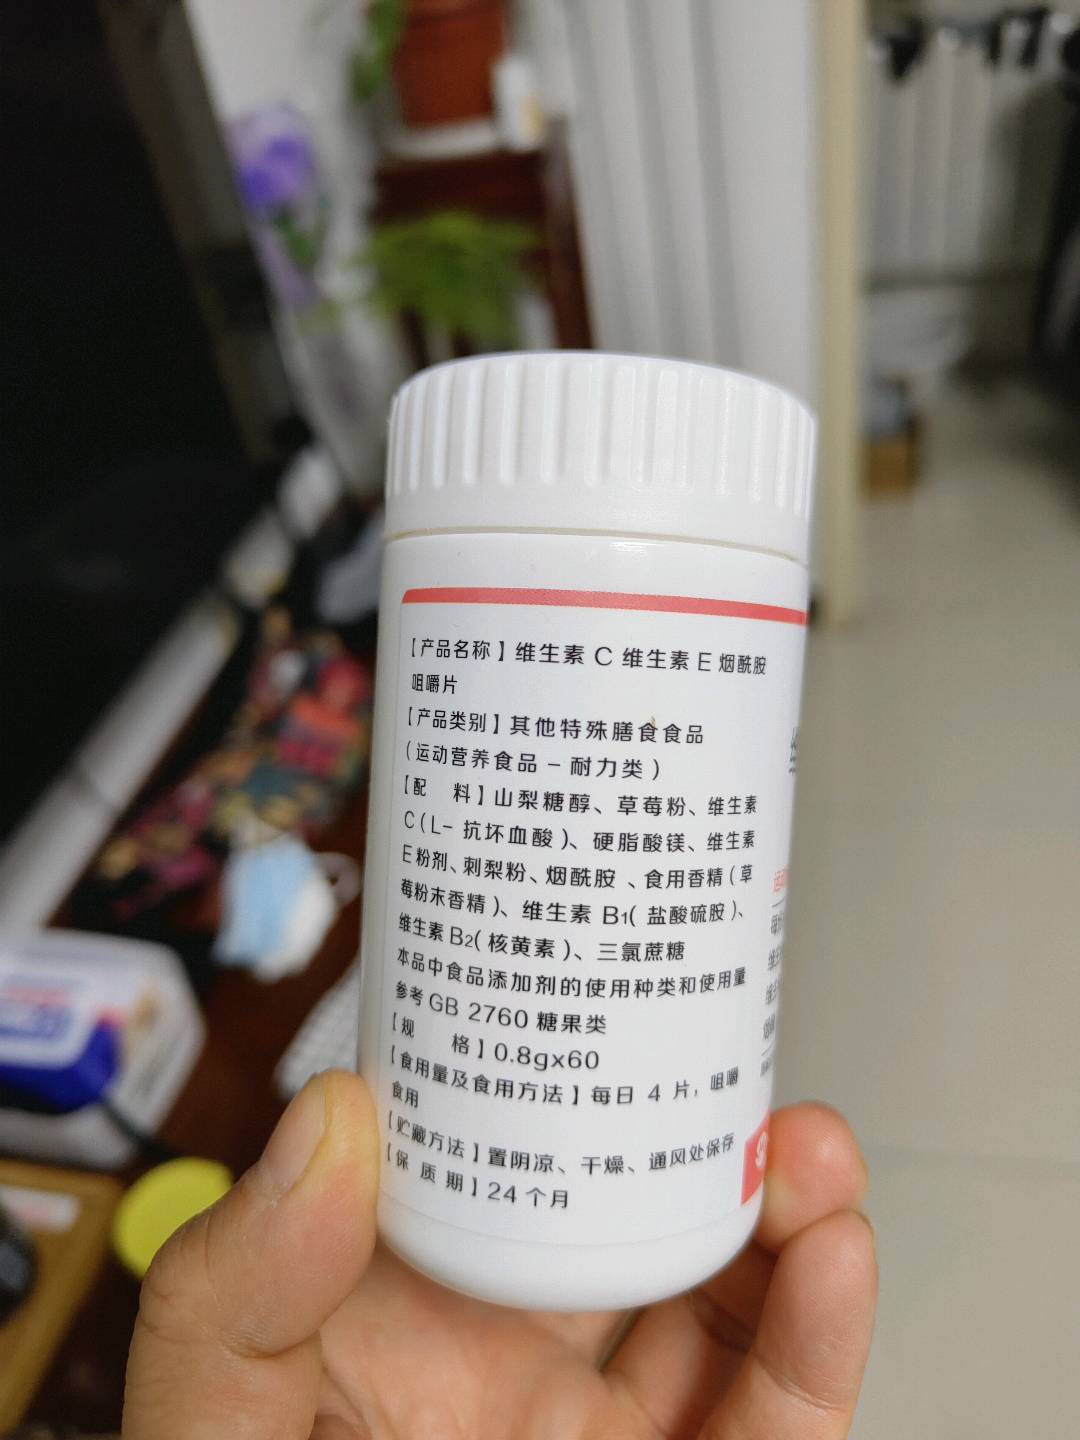 【产品名称】维生素 C 维生素 E 烟酰胺
咀嚼片
【产品类别】其他特殊膳食食品
(运动营养食品 - 耐力类)
【配 料】山梨糖醇、草莓粉、维生素
C(L- 抗坏血酸)、硬脂酸镁、维生素
E粉剂、刺梨粉、烟酰胺、食用香精(草
莓粉末香精)、维生素 B₁(盐酸硫胺)、
维生素 B₂(核黄素)、三氯蔗糖
本品中食品添加剂的使用种类和使用量
参考 GB 2760 糖果类
【规 格】0.8gx60
【食用量及食用方法】每日 4 片，咀嚼
食用
【贮藏方法】置阴凉、干燥、通风处保存
【保 质 期】24个月